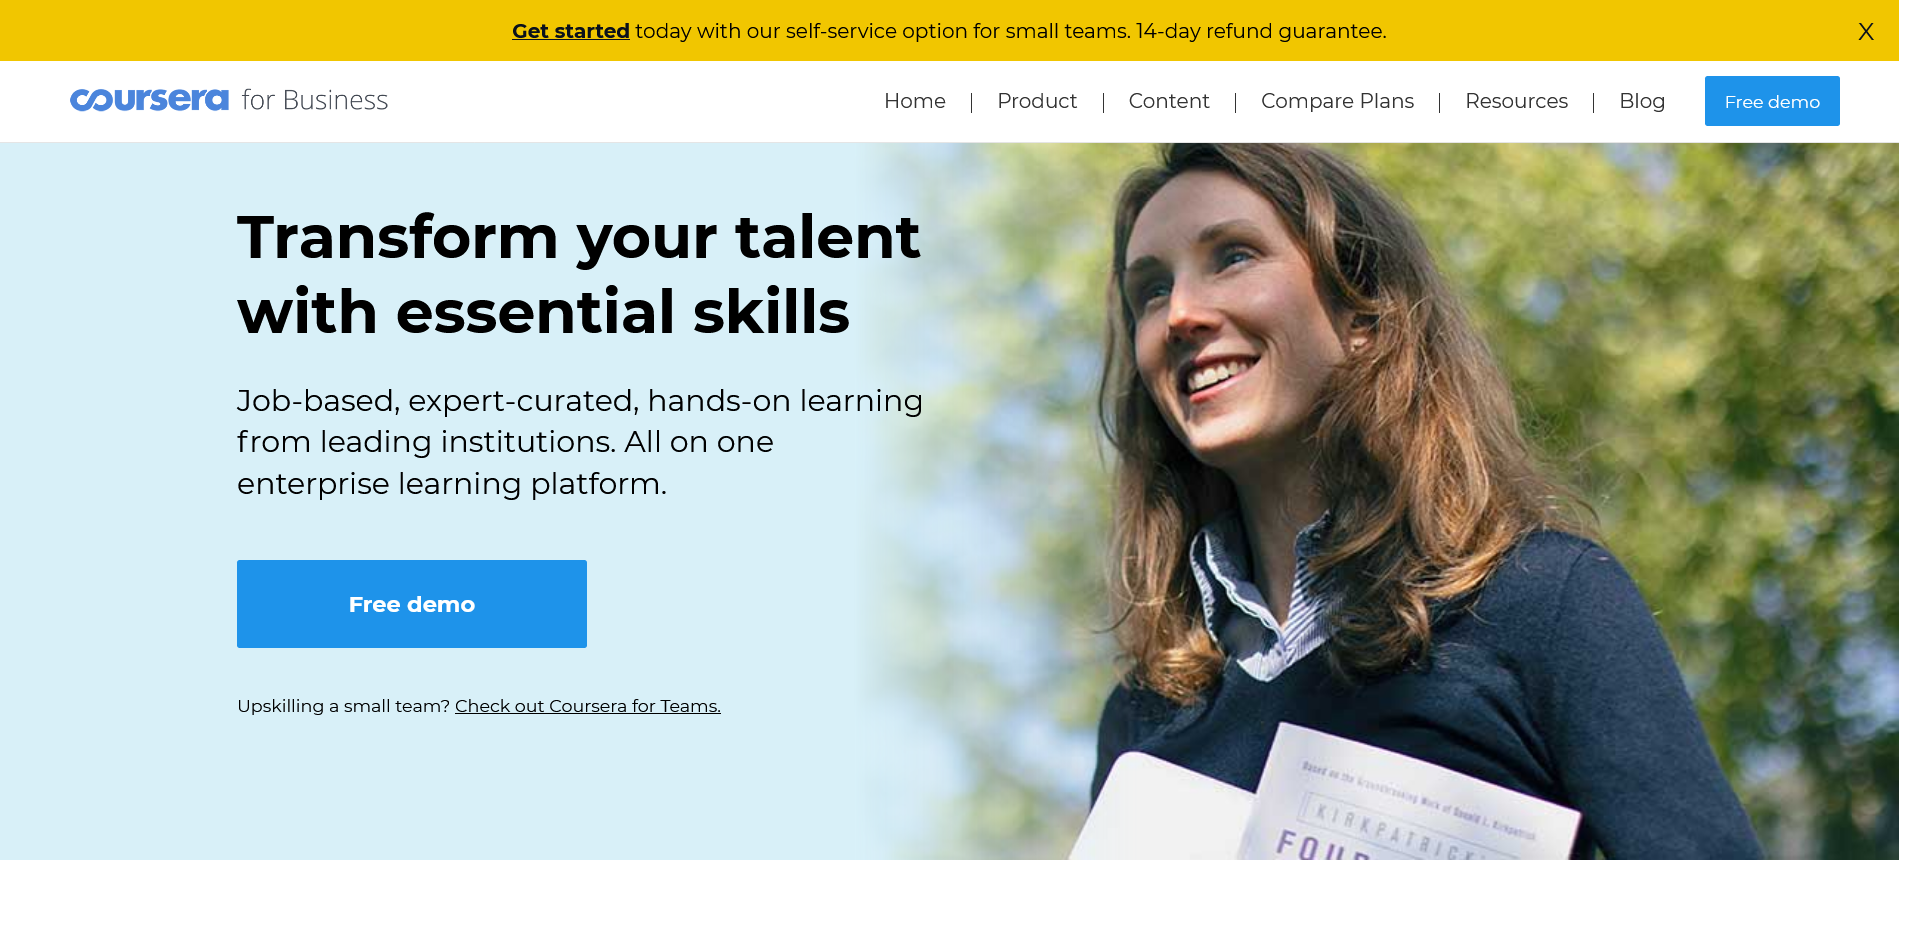 Get started today with our self-service option for small teams. 14-day refund guarantee.
X
coursera for Business
Home
Product
Content
Compare Plans
Resources
Blog
Free demo
Transform your talent
with essential skills
Job-based, expert-curated, hands-on learning
from leading institutions. All on one
enterprise learning platform.
Free demo
Upskilling a small team? Check out Coursera for Teams.
Based on the Groundbreaking Work of Donald L. Kirkpatrick
KIRKPATRICK'S
FOUR